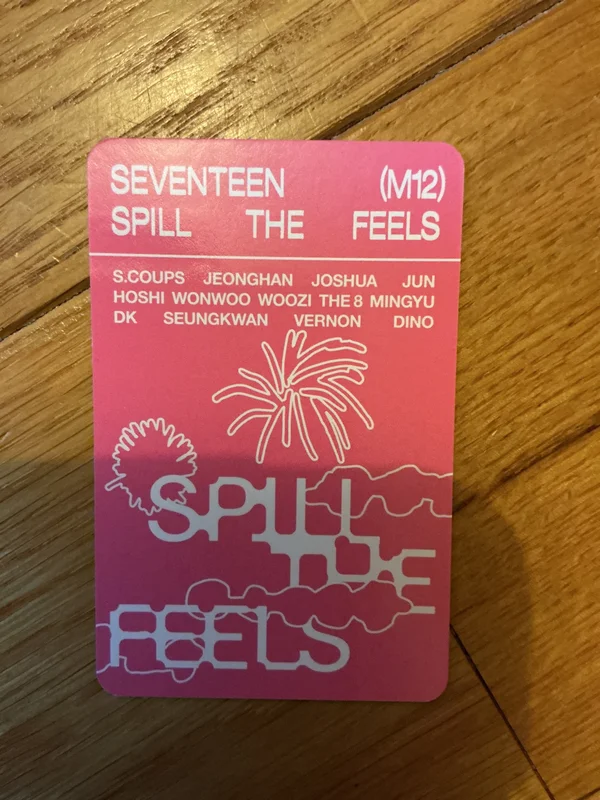 SEVENTEEN (M12)
SPILL THE FEELS
S.COUPS JEONGHAN JOSHUA JUN
HOSHI WONWOO WOOZI THE 8 MINGYU
DK SEUNGKWAN VERNON DINO
SPILL
THE
FEELS